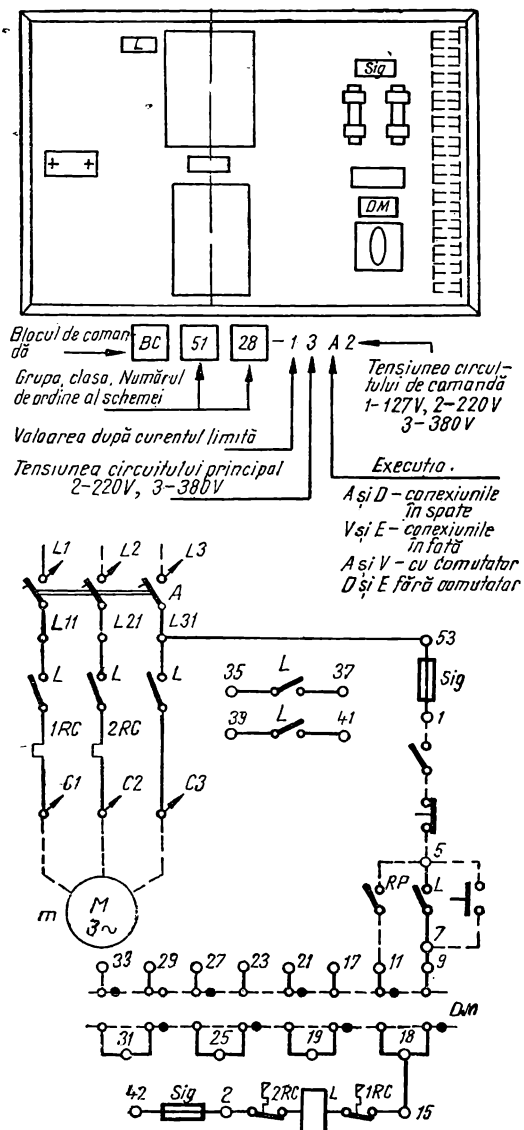 L
Sig
+ +
DM
Blocul de coman-
dă
BC 51 28 - 1 3 A 2
Grupa, clasa, Numărul
de ordine al schemei
Valoarea după curentul limită
Tensiunea circuitului principal
2-220V, 3-380V
Tensiunea circui-
tului de comandă
1-127V, 2-220V
3-380V
Execuția.
A și D - conexiunile
în spate
V și E - conexiunile
în față
A și V - cu comutator
D și E fără comutator
L1 L2 L3
A
L11 L21 L31
53
Sig
1
L L L
1RC 2RC
35 L 37
39 L 41
C1 C2 C3
5
RP L
7
m M
3~
33 29 27 23 21 17 11 9
DM
31 25 19 18
42 Sig 2 2RC L 1RC 15